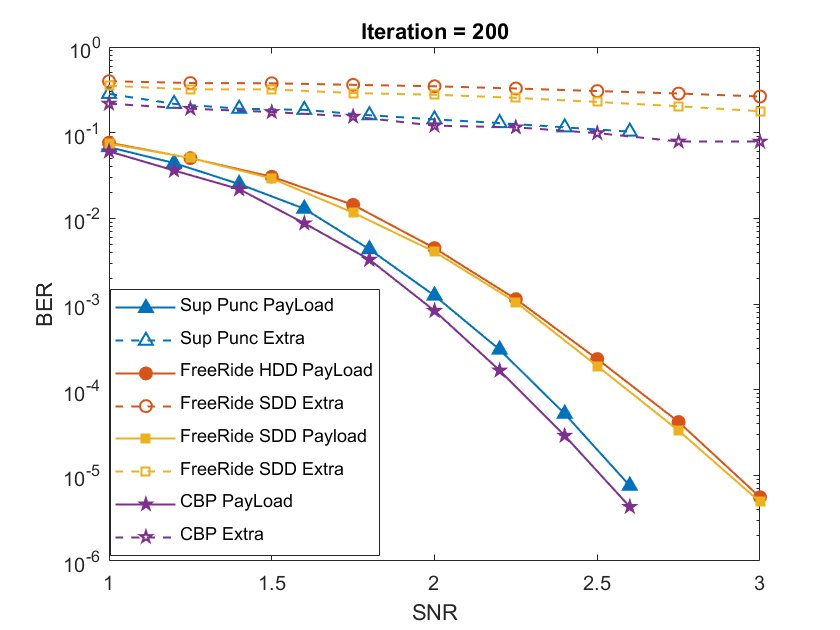 Iteration = 200
10^0
10^-1
10^-2
10^-3
10^-4
10^-5
10^-6
BER
Sup Punc PayLoad
Sup Punc Extra
FreeRide HDD PayLoad
FreeRide SDD Extra
FreeRide SDD Payload
FreeRide SDD Extra
CBP PayLoad
CBP Extra
1 1.5 2 2.5 3
SNR